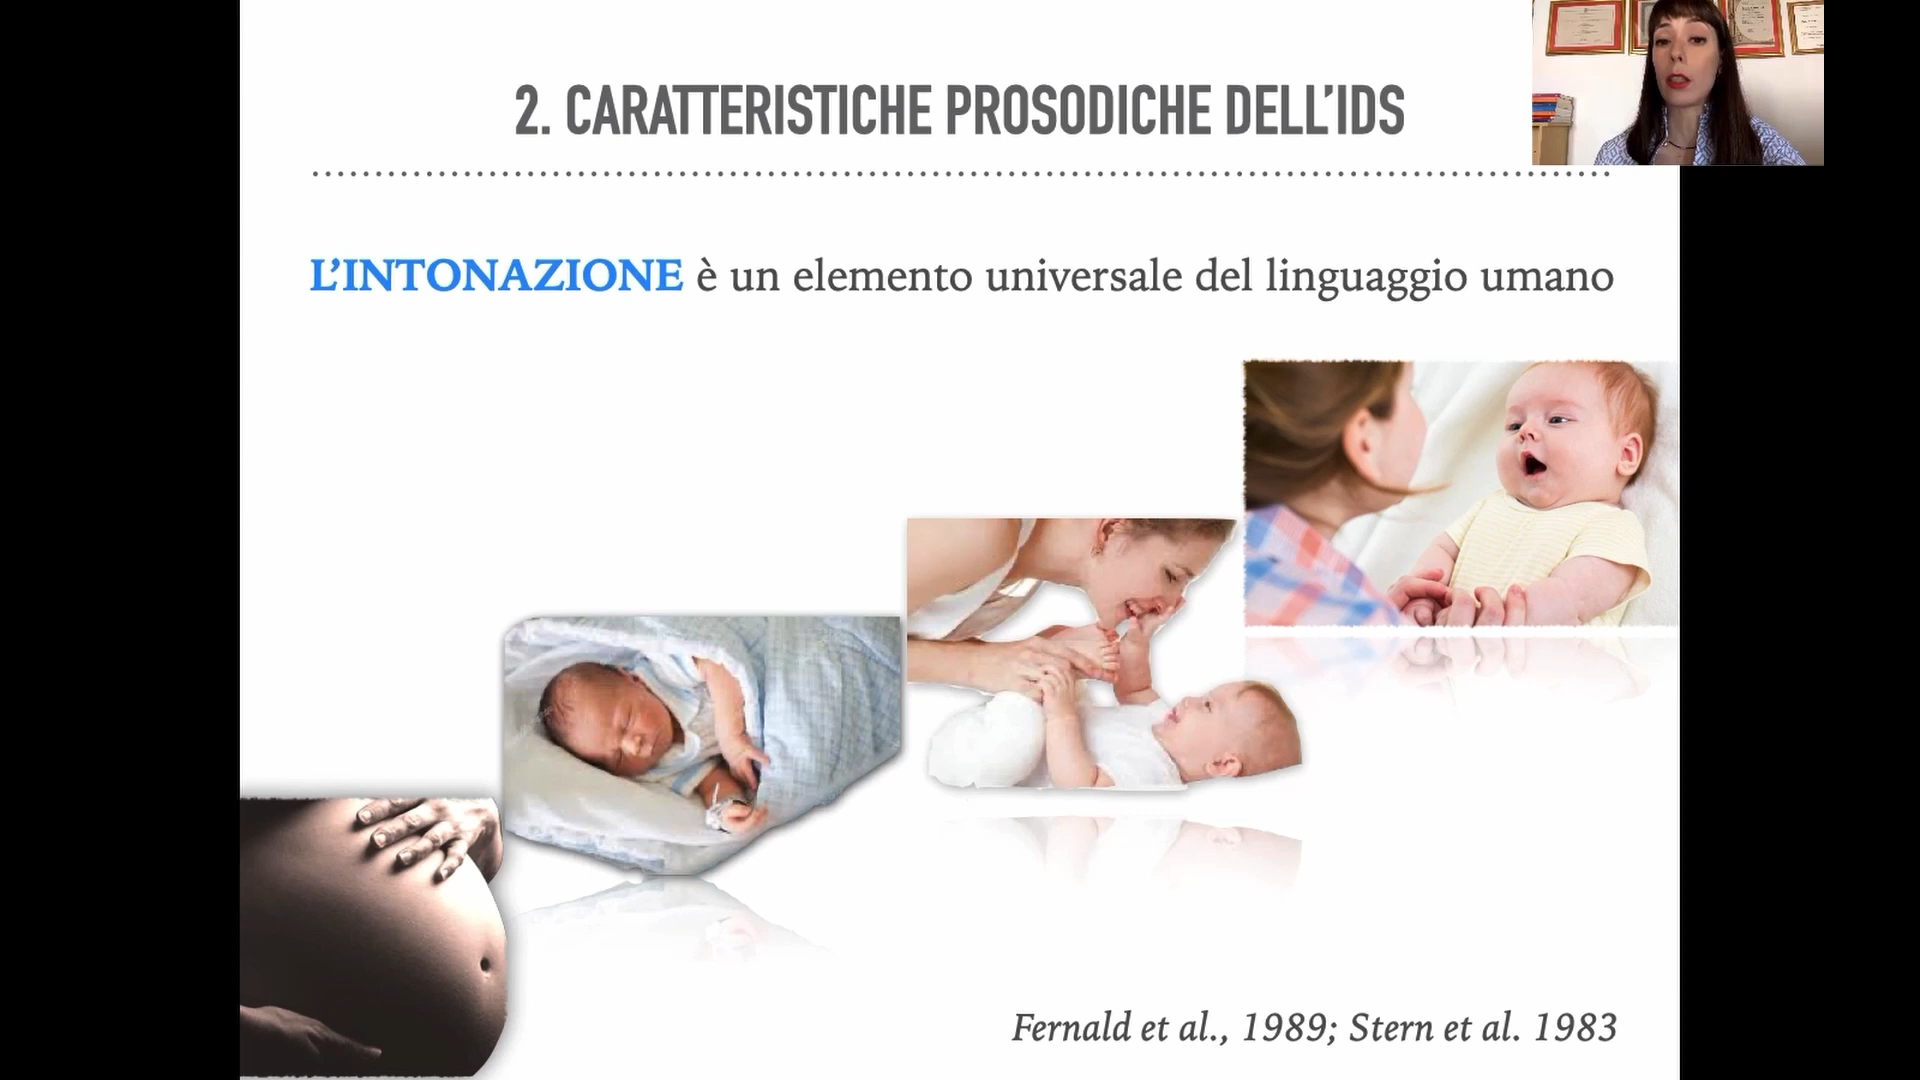 2. CARATTERISTICHE PROSODICHE DELL'IDS
L'INTONAZIONE è un elemento universale del linguaggio umano
Fernald et al., 1989; Stern et al. 1983